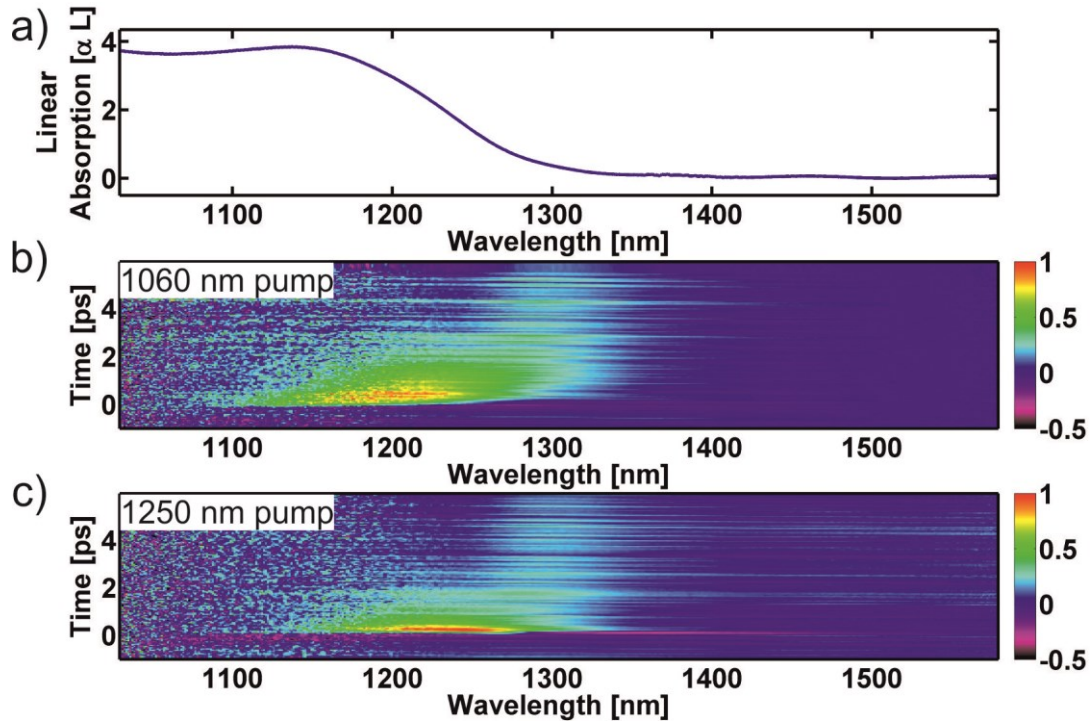 a)
Linear
Absorption [α L]
4
2
0
1100 1200 1300 1400 1500
Wavelength [nm]
b)
1060 nm pump
Time [ps]
4
2
0
1100 1200 1300 1400 1500
Wavelength [nm]
1
0.5
0
-0.5
c)
1250 nm pump
Time [ps]
4
2
0
1100 1200 1300 1400 1500
Wavelength [nm]
1
0.5
0
-0.5